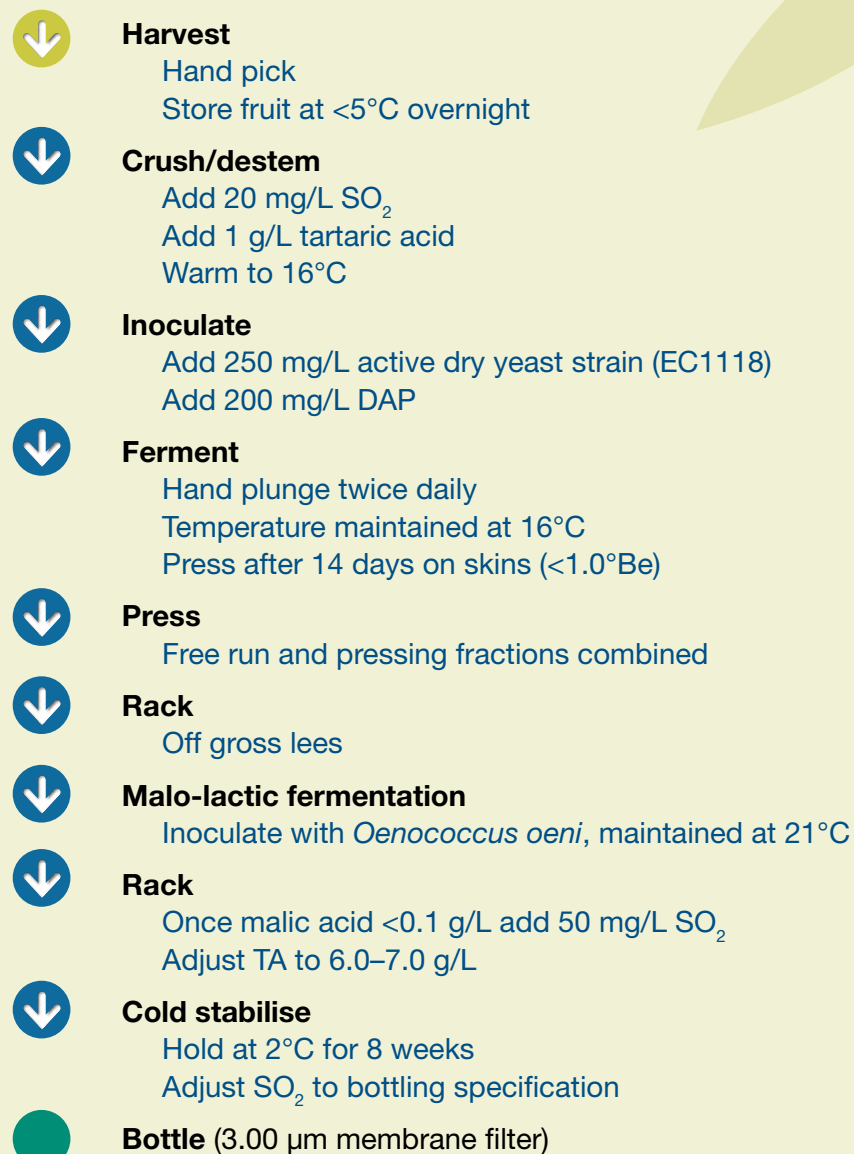 Harvest
Hand pick
Store fruit at <5°C overnight
Crush/destem
Add 20 mg/L SO₂
Add 1 g/L tartaric acid
Warm to 16°C
Inoculate
Add 250 mg/L active dry yeast strain (EC1118)
Add 200 mg/L DAP
Ferment
Hand plunge twice daily
Temperature maintained at 16°C
Press after 14 days on skins (<1.0°Be)
Press
Free run and pressing fractions combined
Rack
Off gross lees
Malo-lactic fermentation
Inoculate with Oenococcus oeni, maintained at 21°C
Rack
Once malic acid <0.1 g/L add 50 mg/L SO₂
Adjust TA to 6.0–7.0 g/L
Cold stabilise
Hold at 2°C for 8 weeks
Adjust SO₂ to bottling specification
Bottle (3.00 µm membrane filter)